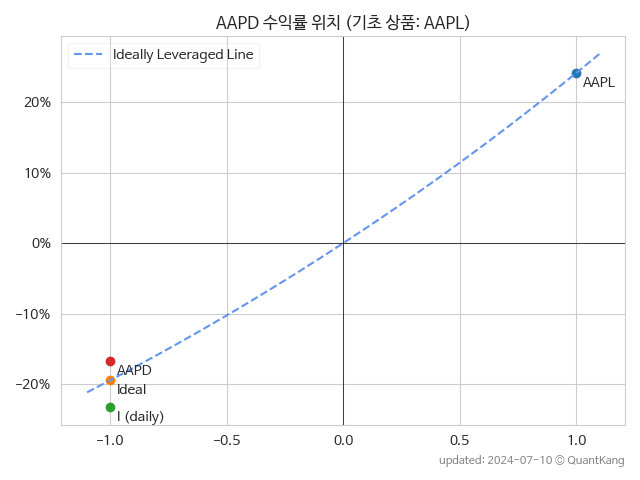 AAPD 수익률 위치 (기초 상품: AAPL)
Ideally Leveraged Line
AAPL
20%
10%
0%
−10%
−20%
AAPD
Ideal
I (daily)
−1.0
−0.5
0.0
0.5
1.0
updated: 2024-07-10 © QuantKang